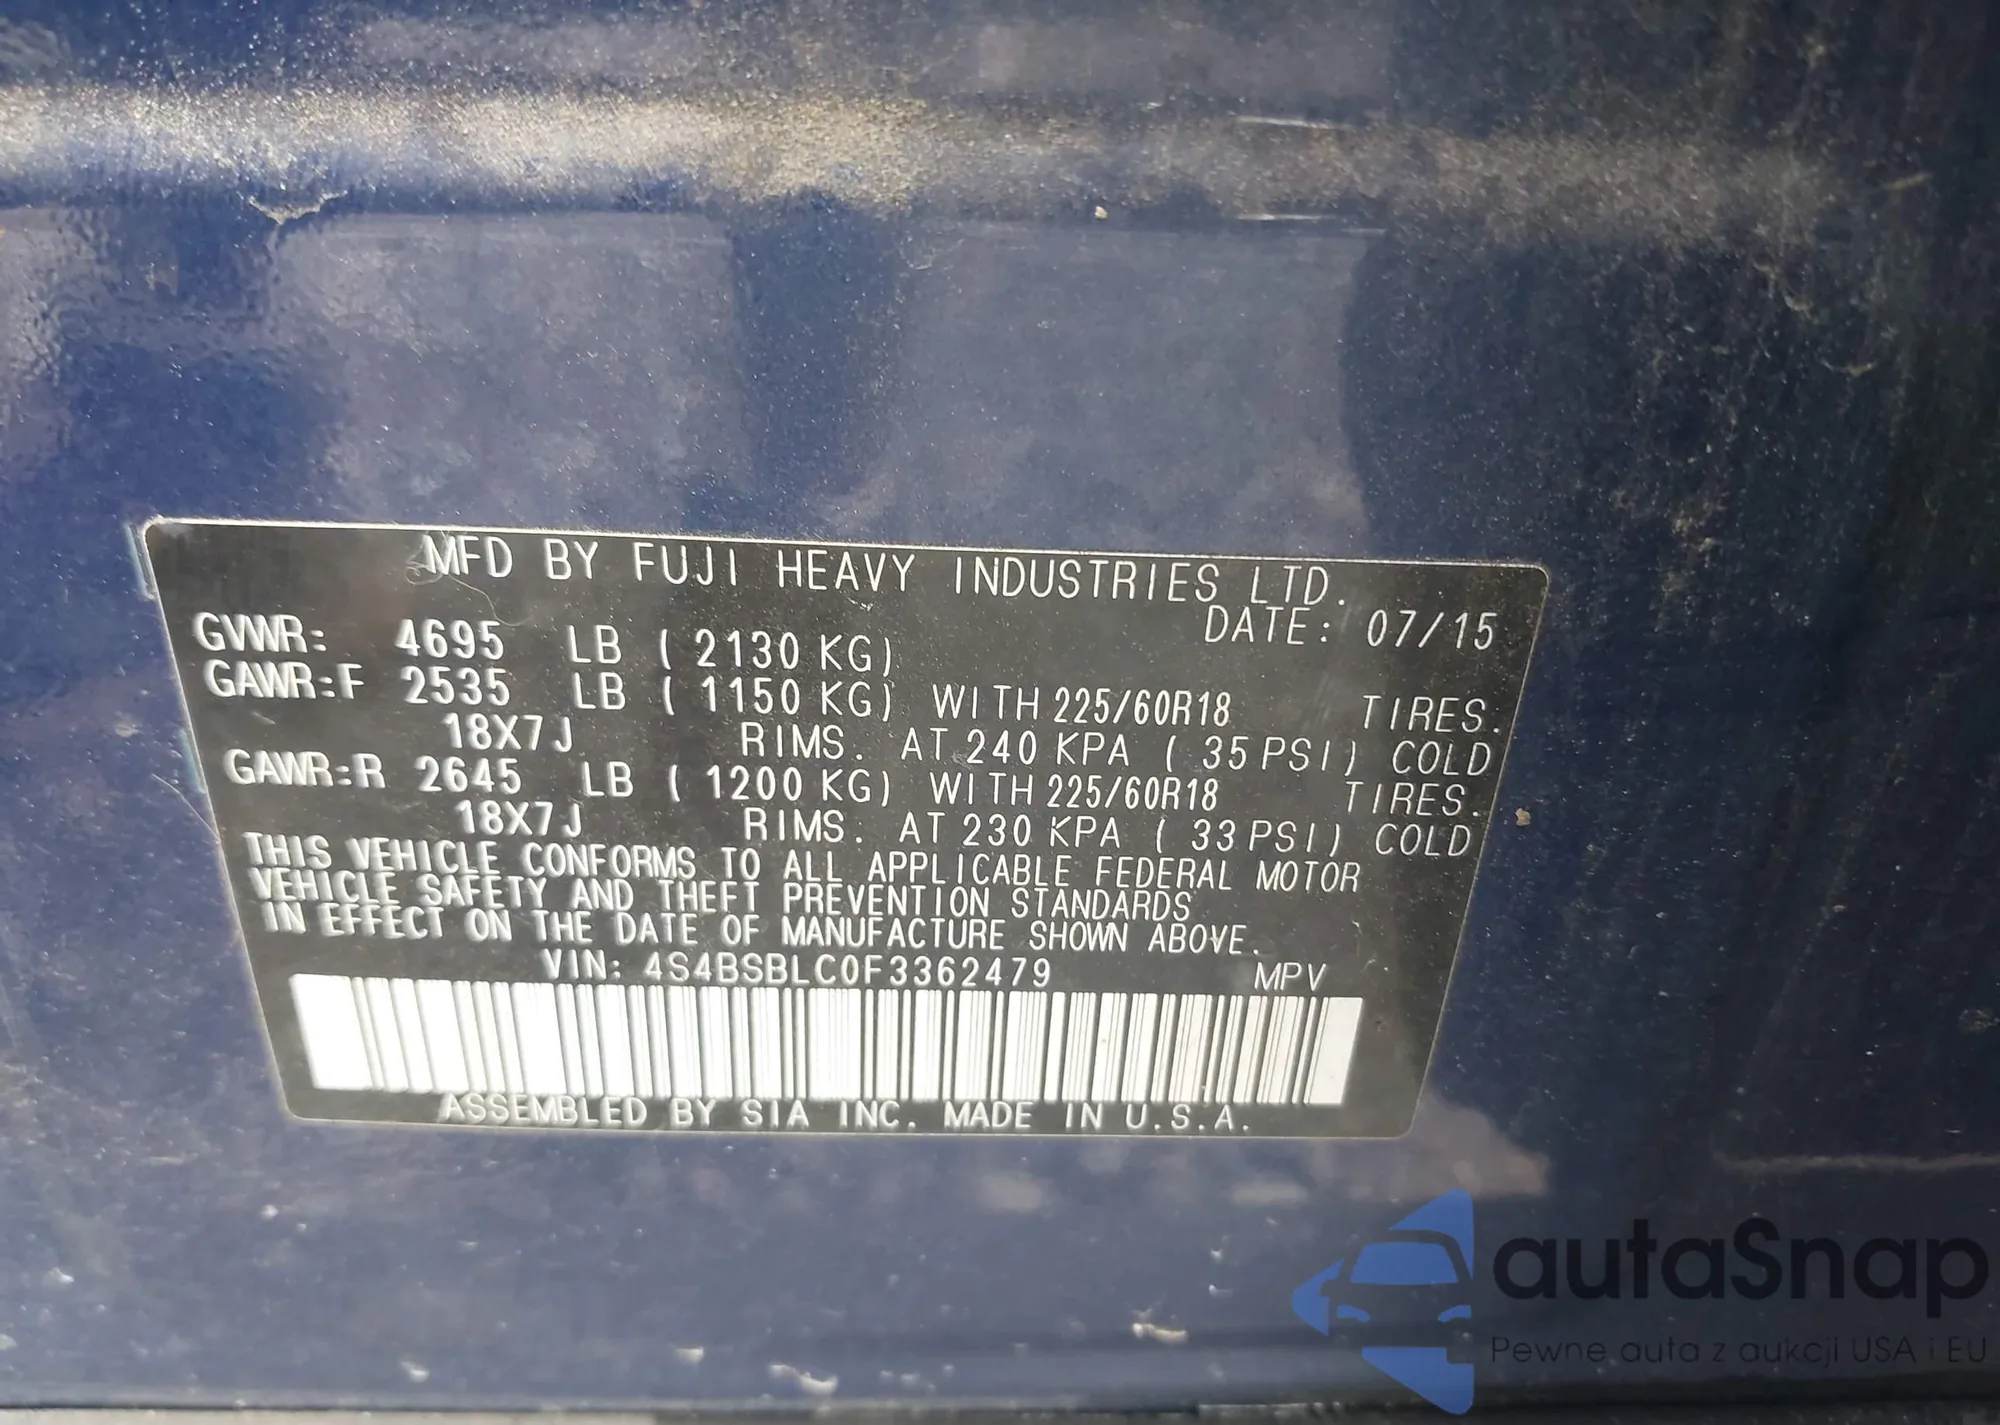 MFD BY FUJI HEAVY INDUSTRIES LTD.
DATE: 07/15
GVWR: 4695 LB ( 2130 KG)
GAWR:F 2535 LB ( 1150 KG) WITH 225/60R18 TIRES.
18X7J RIMS. AT 240 KPA ( 35 PSI) COLD
GAWR:R 2645 LB ( 1200 KG) WITH 225/60R18 TIRES.
18X7J RIMS. AT 230 KPA ( 33 PSI) COLD
THIS VEHICLE CONFORMS TO ALL APPLICABLE FEDERAL MOTOR
VEHICLE SAFETY AND THEFT PREVENTION STANDARDS
IN EFFECT ON THE DATE OF MANUFACTURE SHOWN ABOVE.
VIN: 4S4BSBLC0F3362479 MPV
ASSEMBLED BY SIA INC. MADE IN U.S.A.
autaSnap
Pewne auta z aukcji USA i EU